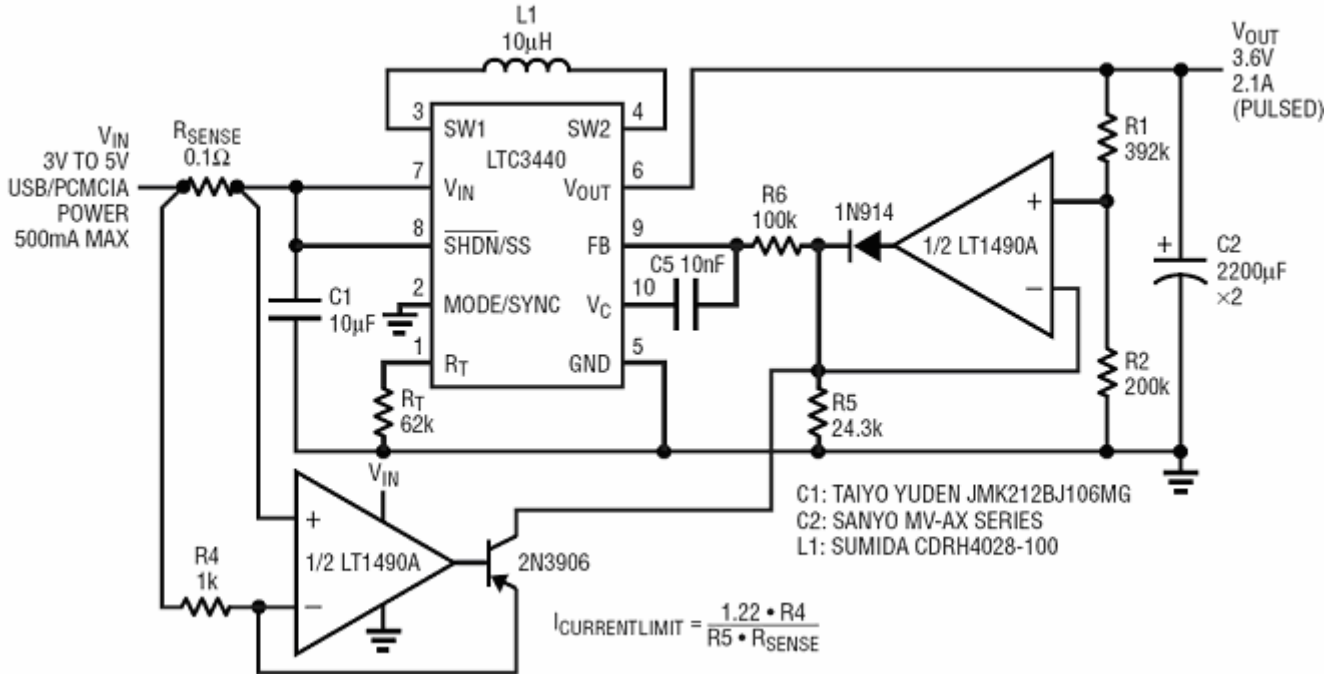 L1
10µH
3
SW1
4
SW2
LTC3440
VIN
3V TO 5V
USB/PCMCIA
POWER
500mA MAX
RSENSE
0.1Ω
7
VIN
6
VOUT
8
SHDN/SS
9
FB
2
MODE/SYNC
10
VC
1
RT
5
GND
C1
10µF
RT
62k
C5 10nF
R6
100k
1N914
+
1/2 LT1490A
–
VOUT
3.6V
2.1A
(PULSED)
R1
392k
+
C2
2200µF
×2
R2
200k
R5
24.3k
VIN
+
1/2 LT1490A
–
R4
1k
2N3906
C1: TAIYO YUDEN JMK212BJ106MG
C2: SANYO MV-AX SERIES
L1: SUMIDA CDRH4028-100
ICURRENTLIMIT = 1.22 • R4
R5 • RSENSE